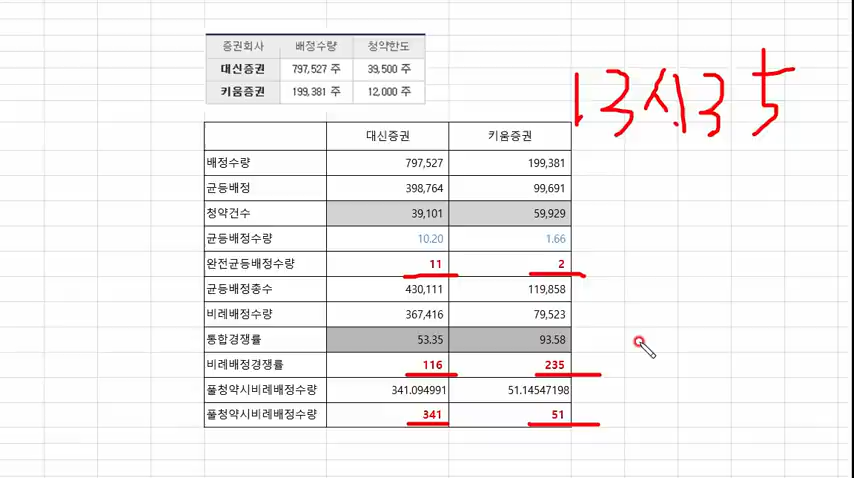 증권회사 배정수량 청약한도
대신증권 797,527 주 39,500 주
키움증권 199,381 주 12,000 주
13시35
대신증권 키움증권
배정수량 797,527 199,381
균등배정 398,764 99,691
청약건수 39,101 59,929
균등배정수량 10.20 1.66
완전균등배정수량 11 2
균등배정총수 430,111 119,858
비례배정수량 367,416 79,523
통합경쟁률 53.35 93.58
비례배정경쟁률 116 235
풀청약시비례배정수량 341.094991 51.14547198
풀청약시비례배정수량 341 51